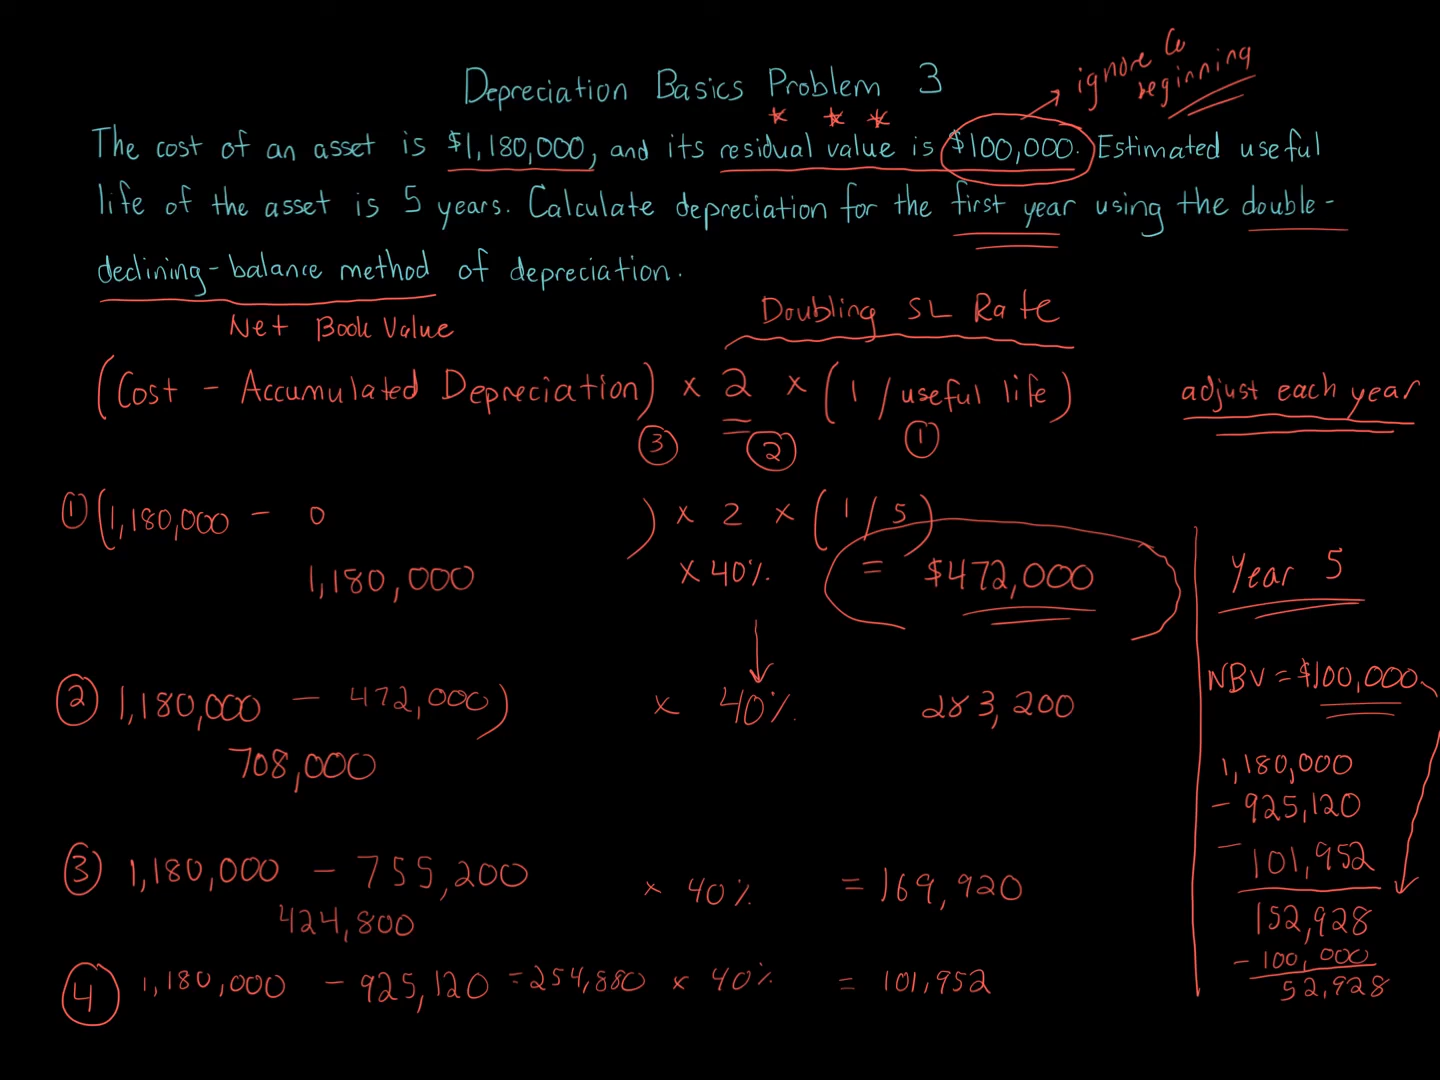 Depreciation Basics Problem 3
ignore
beginning
* * *
The cost of an asset is $1,180,000, and its residual value is $100,000. Estimated useful
life of the asset is 5 years. Calculate depreciation for the first year using the double-
declining-balance method of depreciation.
Net Book Value
Doubling SL Rate
(Cost - Accumulated Depreciation) x 2 x (1 / useful life)
adjust each year
③ ② ①
① (1,180,000 - 0 ) x 2 x (1 / 5)
1,180,000 x 40% = $472,000
② 1,180,000 - 472,000) x 40% 283,200
708,000
③ 1,180,000 - 755,200 x 40% = 169,920
424,800
④ 1,180,000 - 925,120 = 254,880 x 40% = 101,952
Year 5
NBV = $100,000
1,180,000
- 925,120
- 101,952
152,928
- 100,000
52,928